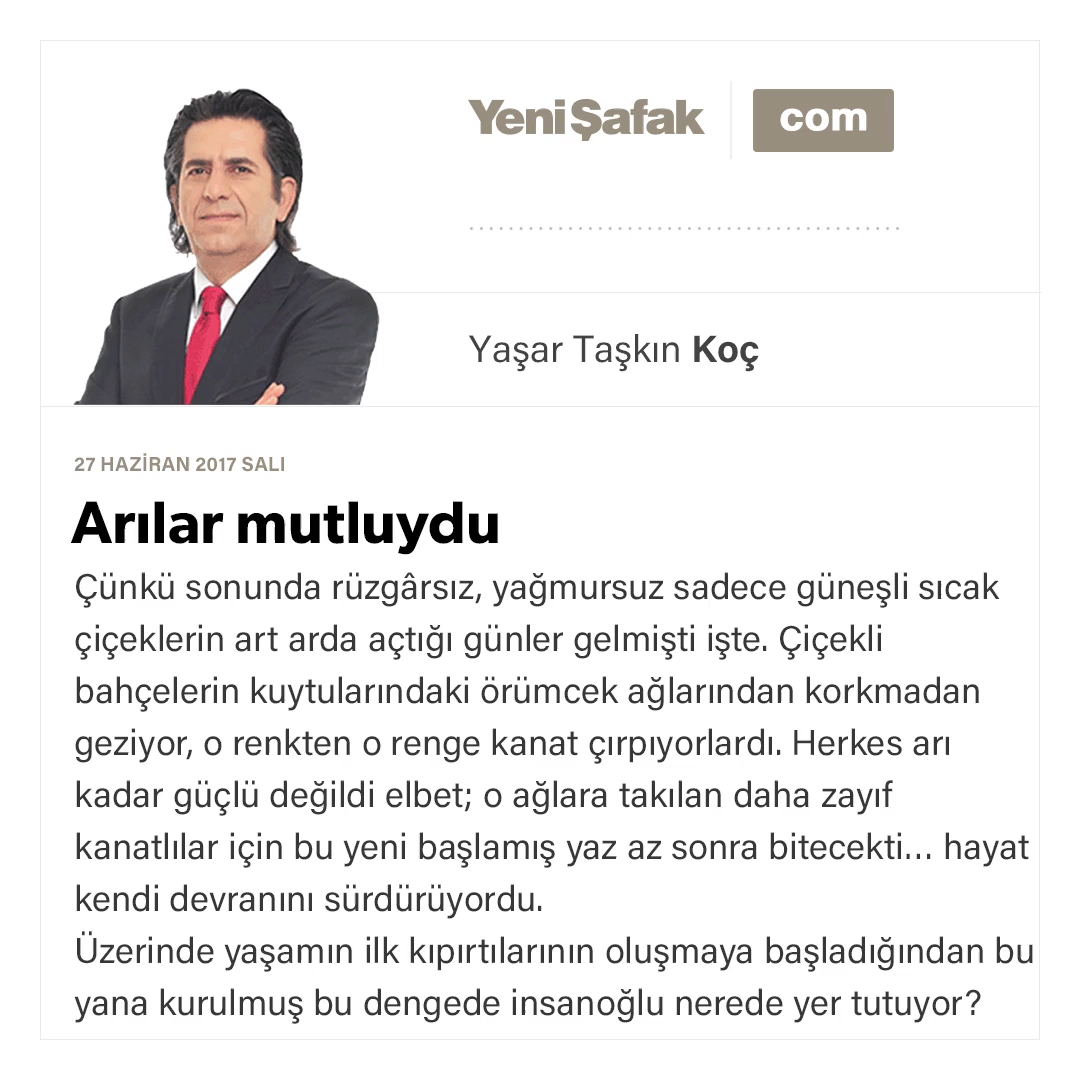 YeniŞafak com
Yaşar Taşkın Koç
27 HAZİRAN 2017 SALI
Arılar mutluydu
Çünkü sonunda rüzgârsız, yağmursuz sadece güneşli sıcak
çiçeklerin art arda açtığı günler gelmişti işte. Çiçekli
bahçelerin kuytularındaki örümcek ağlarından korkmadan
geziyor, o renkten o renge kanat çırpıyorlardı. Herkes arı
kadar güçlü değildi elbet; o ağlara takılan daha zayıf
kanatlılar için bu yeni başlamış yaz az sonra bitecekti... hayat
kendi devranını sürdürüyordu.
Üzerinde yaşamın ilk kıpırtılarının oluşmaya başladığından bu
yana kurulmuş bu dengede insanoğlu nerede yer tutuyor?